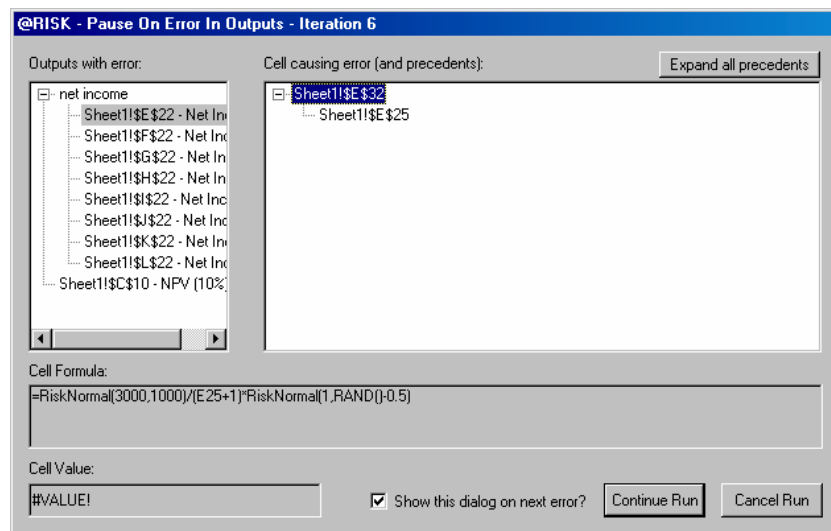 @RISK - Pause On Error In Outputs - Iteration 6
Outputs with error:
net income
Sheet1!$E$22 - Net In
Sheet1!$F$22 - Net Inc
Sheet1!$G$22 - Net In
Sheet1!$H$22 - Net In
Sheet1!$I$22 - Net Inc
Sheet1!$J$22 - Net Inc
Sheet1!$K$22 - Net In
Sheet1!$L$22 - Net Inc
Sheet1!$C$10 - NPV (10%
Cell causing error (and precedents):
Expand all precedents
Sheet1!$E$32
Sheet1!$E$25
Cell Formula:
=RiskNormal(3000,1000)/(E25+1)*RiskNormal(1,RAND()-0.5)
Cell Value:
#VALUE!
Show this dialog on next error?
Continue Run
Cancel Run